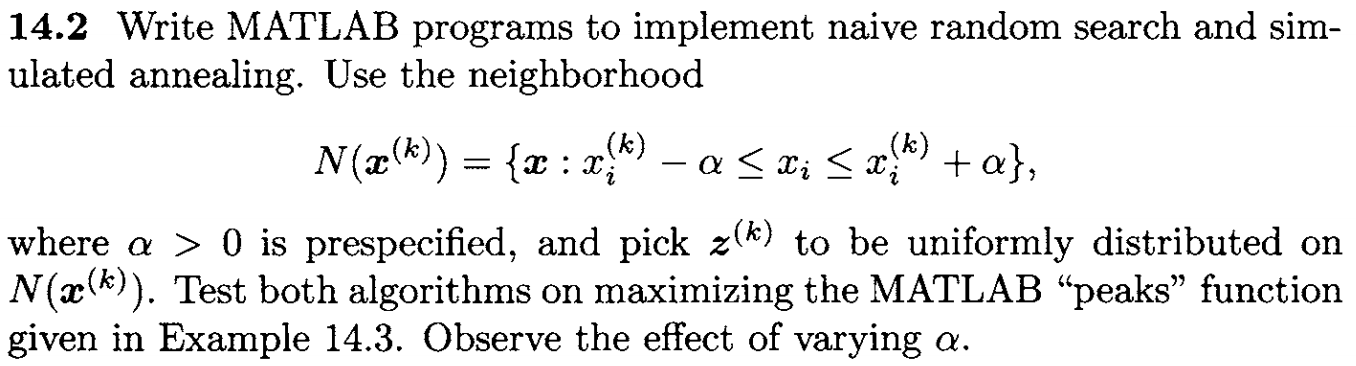 14.2 Write MATLAB programs to implement naive random search and sim-
ulated annealing. Use the neighborhood
N(x^{(k)}) = {x : x_i^{(k)} − α ≤ x_i ≤ x_i^{(k)} + α},
where α > 0 is prespecified, and pick z^{(k)} to be uniformly distributed on
N(x^{(k)}). Test both algorithms on maximizing the MATLAB “peaks” function
given in Example 14.3. Observe the effect of varying α.